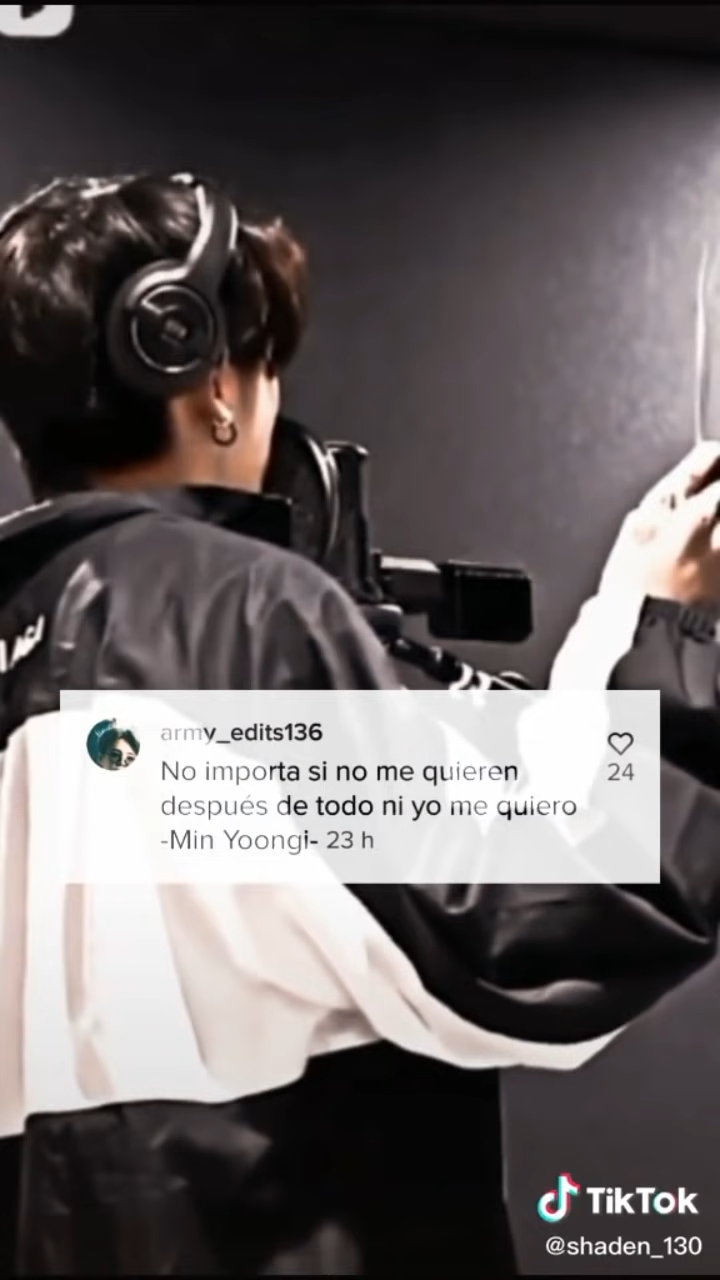 army_edits136
No importa si no me quieren
24
después de todo ni yo me quiero
-Min Yoongi- 23 h
TikTok
@shaden_130